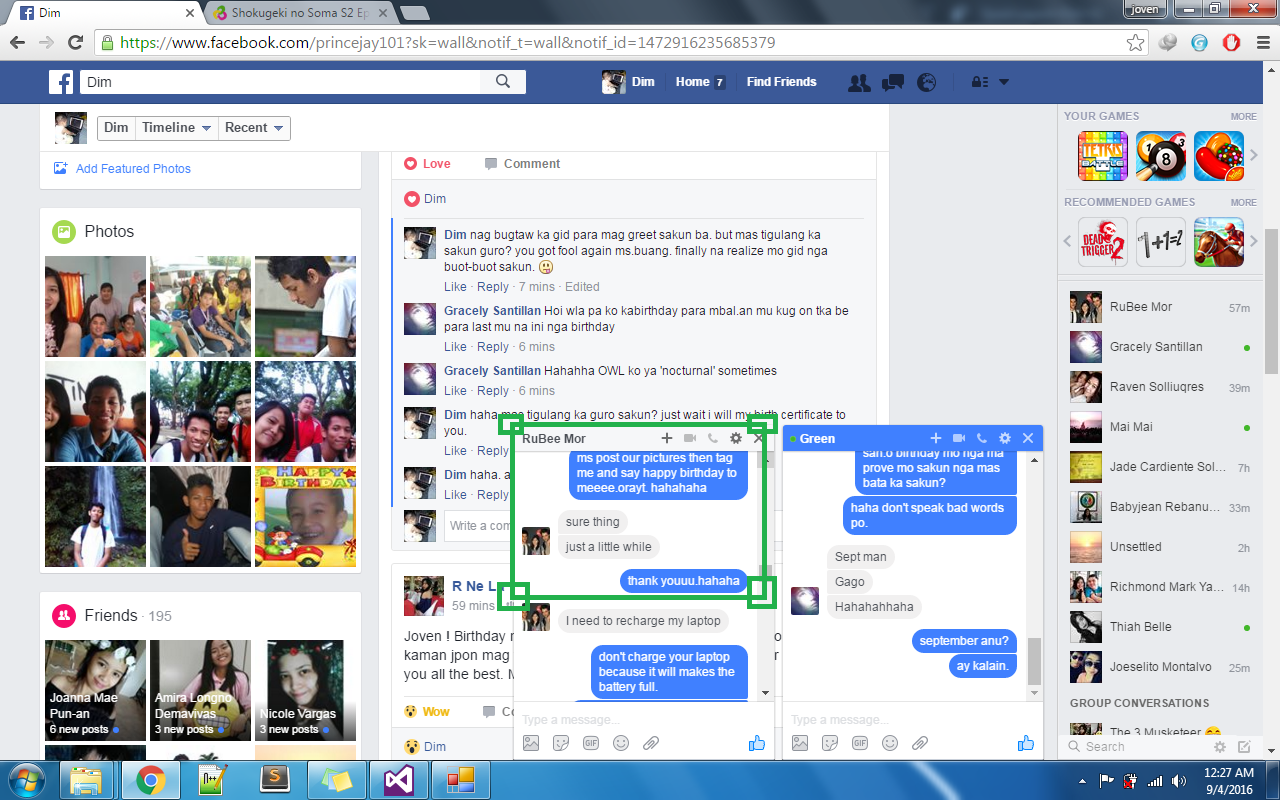 Dim
Shokugeki no Soma S2 Ep
joven
https://www.facebook.com/princejay101?sk=wall&notif_t=wall&notif_id=1472916235685379
Dim
Dim
Home 7
Find Friends
Dim
Timeline
Recent
Add Featured Photos
Photos
HAPPY
BIRTHDAY
Friends · 195
Joanna Mae
Pun-an
6 new posts
Amira Longno
Demavivas
3 new posts
Nicole Vargas
3 new posts
Love
Comment
Dim
Dim nag bugtaw ka gid para mag greet sakun ba. but mas tigulang ka
sakun guro? you got fool again ms.buang. finally na realize mo gid nga
buot-buot sakun.
Like · Reply · 7 mins · Edited
Gracely Santillan Hoi wla pa ko kabirthday para mbal.an mu kug on tka be
para last mu na ini nga birthday
Like · Reply · 6 mins
Gracely Santillan Hahahha OWL ko ya 'nocturnal' sometimes
Like · Reply · 6 mins
Dim haha mas tigulang ka guro sakun? just wait i will my birth certificate to
you.
Like · Reply
Dim haha. a
Like · Reply
Write a com
R Ne L
59 mins
Joven ! Birthday
kaman jpon mag
you all the best.
Wow
Dim
RuBee Mor
ms post our pictures then tag
me and say happy birthday to
meeee.orayt. hahahaha
sure thing
just a little while
thank youuu.hahaha
I need to recharge my laptop
don't charge your laptop
because it will makes the
battery full.
Type a message...
GIF
Green
san.o birthday mo nga ma
prove mo sakun nga mas
bata ka sakun?
haha don't speak bad words
po.
Sept man
Gago
Hahahahhaha
september anu?
ay kalain.
Type a message...
GIF
YOUR GAMES
MORE
TETRIS
BATTLE
8
RECOMMENDED GAMES
MORE
DEAD
TRIGGER
2
1+1=2
RuBee Mor
57m
Gracely Santillan
Raven Solliuqres
39m
Mai Mai
Jade Cardiente Sol...
7h
Babyjean Rebanu...
33m
Unsettled
2h
Richmond Mark Ya...
14h
Thiah Belle
Joeselito Montalvo
25m
GROUP CONVERSATIONS
The 3 Musketeer
Search
12:27 AM
9/4/2016